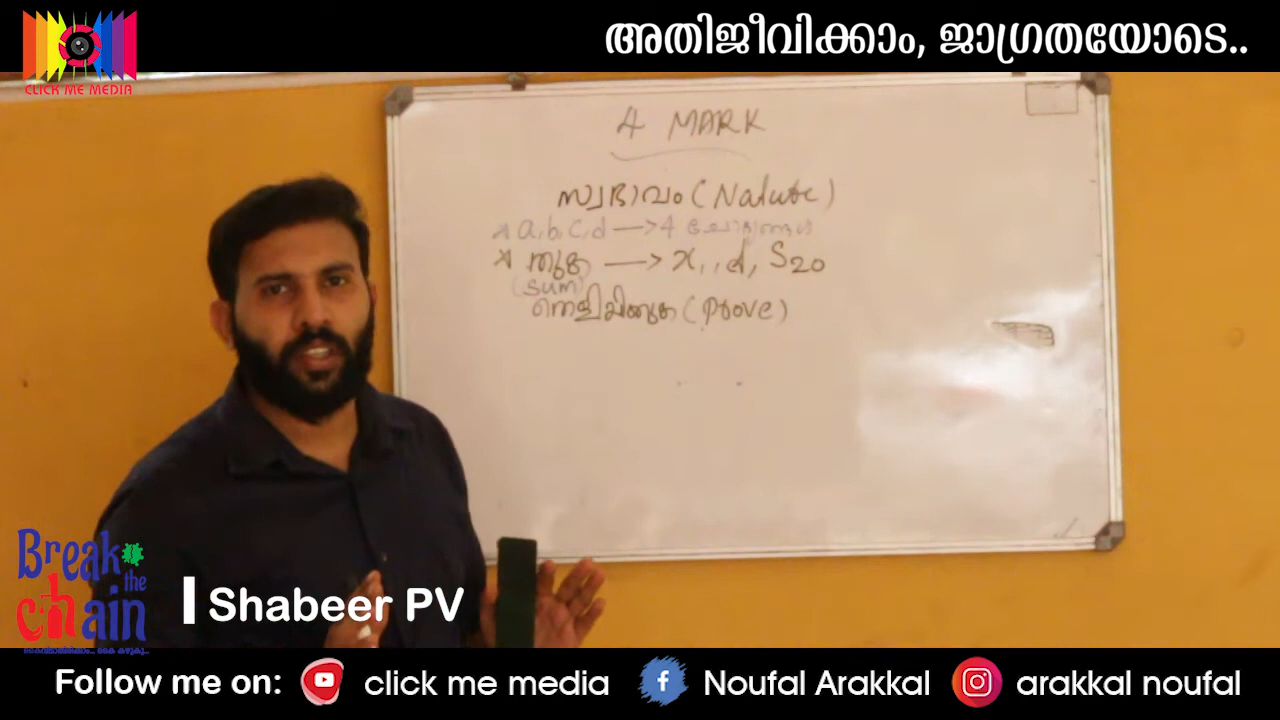 അതിജീവിക്കാം, ജാഗ്രതയോടെ..
CLICK ME MEDIA
4 MARK
സ്വഭാവം (Nature)
* a, b, c, d → 4 ചോദ്യങ്ങൾ
* തുക → x₁, d, S₂₀
(sum)
തെളിയിക്കുക (Prove)
Break the chain
Shabeer PV
Follow me on: click me media Noufal Arakkal arakkal noufal